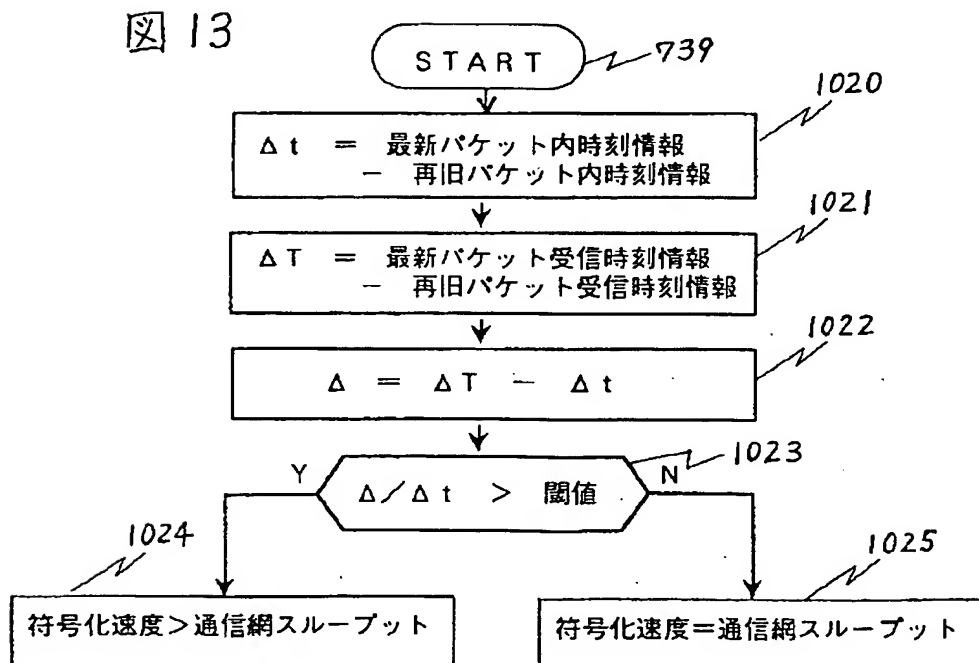 図 13
START
739
1020
Δt = 最新パケット内時刻情報
− 再旧パケット内時刻情報
1021
ΔT = 最新パケット受信時刻情報
− 再旧パケット受信時刻情報
1022
Δ = ΔT − Δt
1023
Y
N
Δ/Δt > 閾値
1024
1025
符号化速度>通信網スループット
符号化速度=通信網スループット